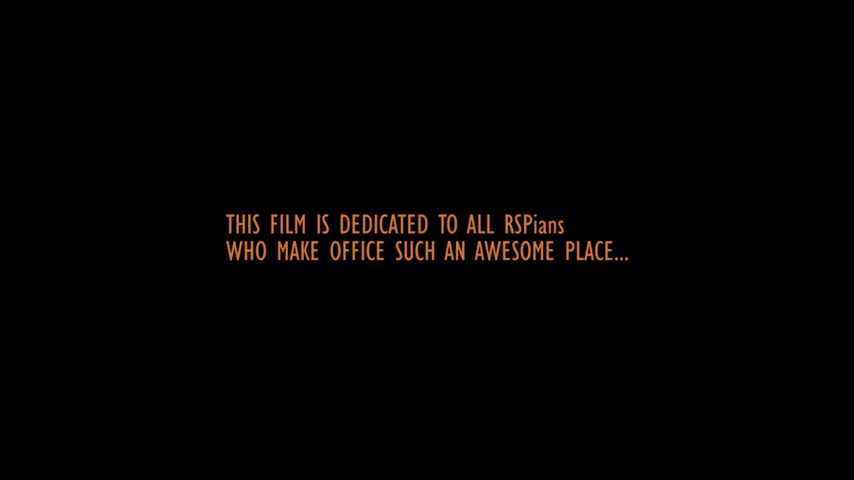 THIS FILM IS DEDICATED TO ALL RSPians
WHO MAKE OFFICE SUCH AN AWESOME PLACE...